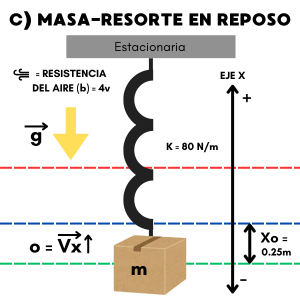 C) MASA-RESORTE EN REPOSO
Estacionaria
= RESISTENCIA
DEL AIRE (b) = 4v
EJE X
+
g
K = 80 N/m
o = Vx↑
Xo =
0.25m
m
-